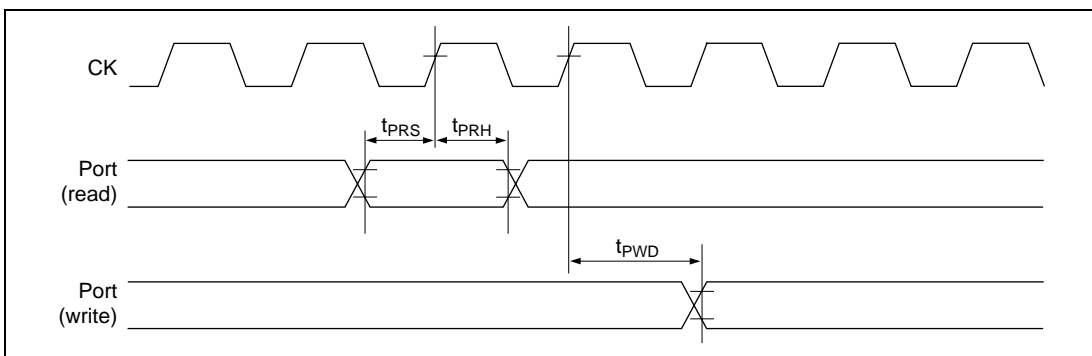 CK
tPRS tPRH
Port
(read)
tPWD
Port
(write)